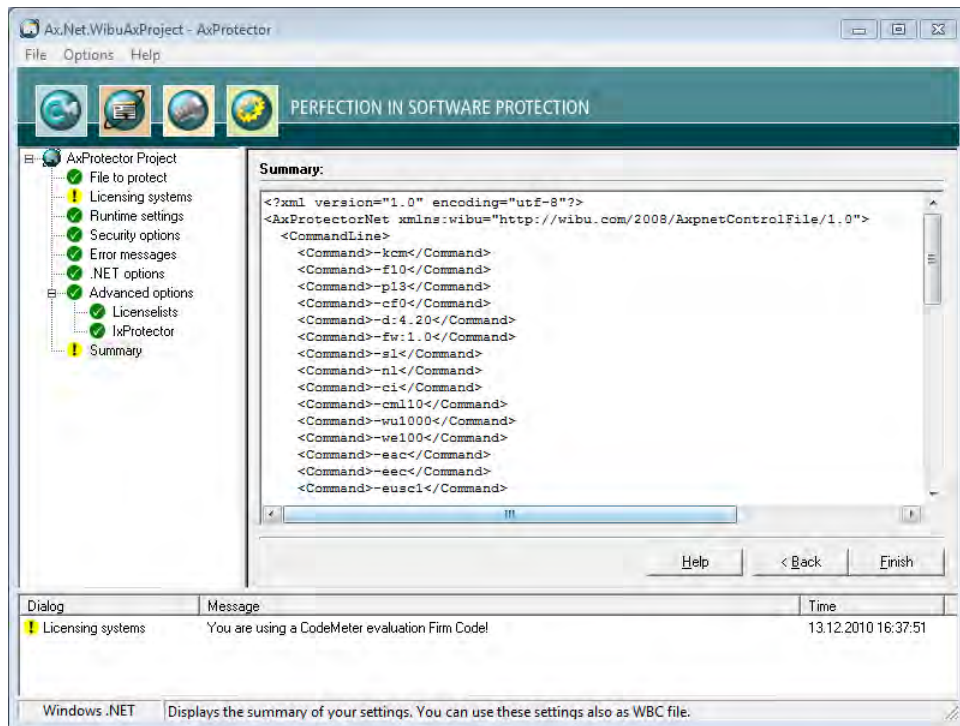 Ax.Net.WibuAxProject - AxProtector
File Options Help
PERFECTION IN SOFTWARE PROTECTION
AxProtector Project
File to protect
Licensing systems
Runtime settings
Security options
Error messages
.NET options
Advanced options
Licenselists
IxProtector
Summary
Summary:
<?xml version="1.0" encoding="utf-8"?>
<AxProtectorNet xmlns:wibu="http://wibu.com/2008/AxpnetControlFile/1.0">
<CommandLine>
<Command>-kcm</Command>
<Command>-f10</Command>
<Command>-p13</Command>
<Command>-cf0</Command>
<Command>-d:4.20</Command>
<Command>-fw:1.0</Command>
<Command>-sl</Command>
<Command>-nl</Command>
<Command>-ci</Command>
<Command>-cml10</Command>
<Command>-wu1000</Command>
<Command>-we100</Command>
<Command>-eac</Command>
<Command>-eec</Command>
<Command>-eusc1</Command>
Help < Back Finish
Dialog Message Time
Licensing systems You are using a CodeMeter evaluation Firm Code! 13.12.2010 16:37:51
Windows .NET Displays the summary of your settings. You can use these settings also as WBC file.